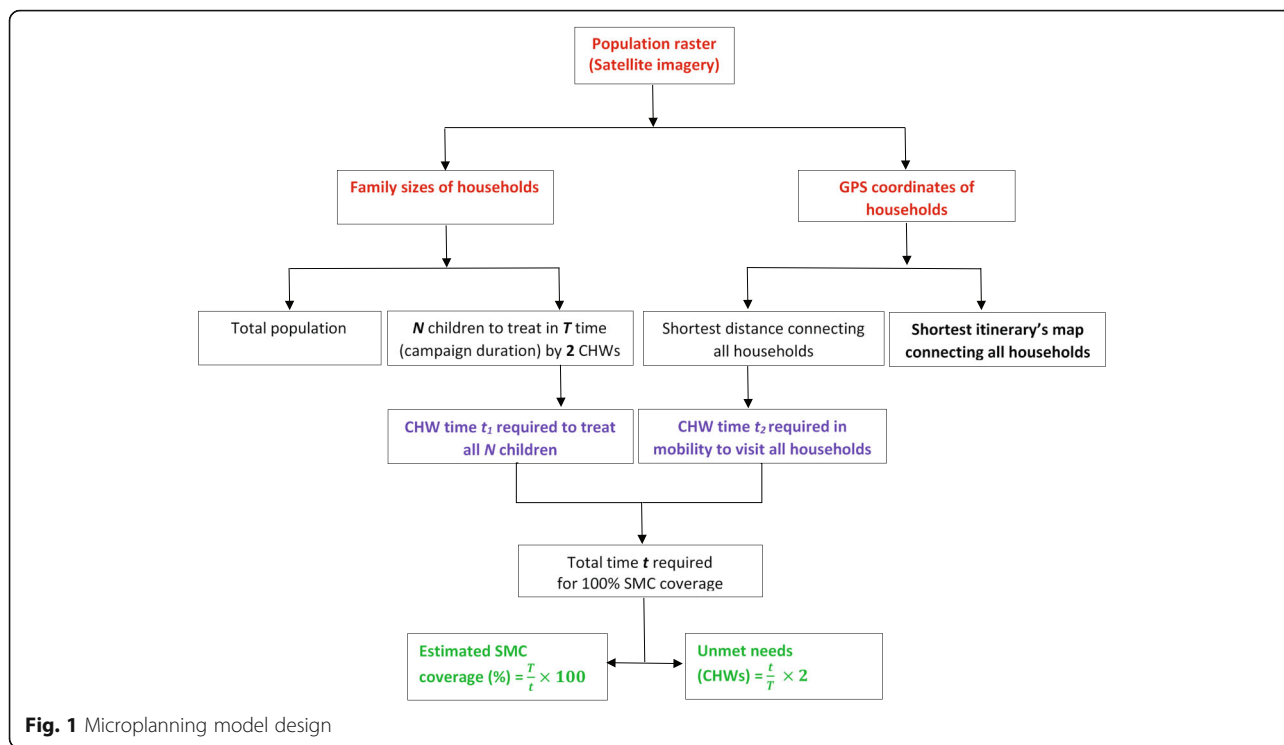 Population raster
(Satellite imagery)
Family sizes of households
GPS coordinates of
households
Total population
N children to treat in T time
(campaign duration) by 2 CHWs
Shortest distance connecting
all households
Shortest itinerary's map
connecting all households
CHW time t₁ required to treat
all N children
CHW time t₂ required in
mobility to visit all households
Total time t required
for 100% SMC coverage
Estimated SMC
coverage (%) = T/t × 100
Unmet needs
(CHWs) = t/T × 2
Fig. 1 Microplanning model design